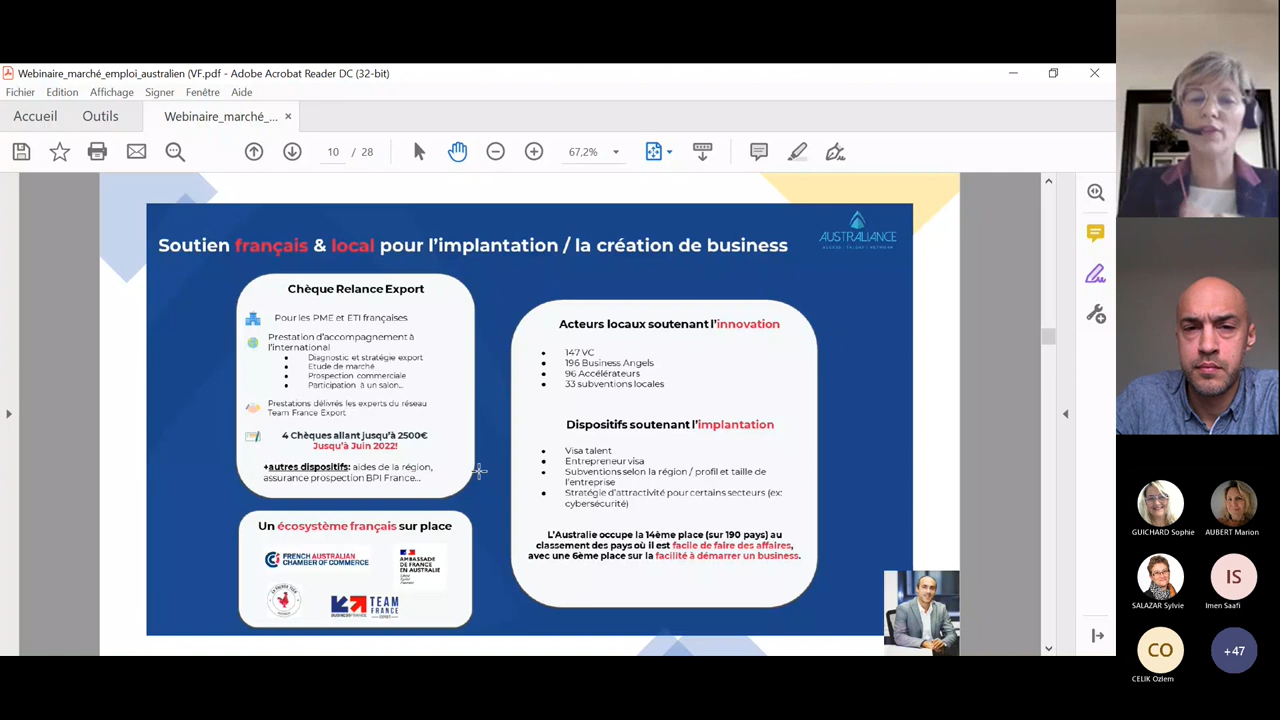 Webinaire_marché_emploi_australien (VF.pdf - Adobe Acrobat Reader DC (32-bit)
Fichier Edition Affichage Signer Fenêtre Aide
Accueil Outils Webinaire_marché_... ×
10 / 28 67,2%
Soutien français & local pour l'implantation / la création de business
AUSTRALIANCE
Chèque Relance Export
Pour les PME et ETI françaises
Prestation d'accompagnement à
l'international
Diagnostic et stratégie export
Etude de marché
Prospection commerciale
Participation à un salon...
Prestations délivrés les experts du réseau
Team France Export
4 Chèques allant jusqu'à 2500€
Jusqu'à Juin 2022!
+autres dispositifs: aides de la région,
assurance prospection BPI France...
Un écosystème français sur place
FRENCH AUSTRALIAN
CHAMBER OF COMMERCE
AMBASSADE
DE FRANCE
EN AUSTRALIE
BUSINESS FRANCE
TEAM
FRANCE
EXPORT
Acteurs locaux soutenant l'innovation
147 VC
196 Business Angels
96 Accélérateurs
33 subventions locales
Dispositifs soutenant l'implantation
Visa talent
Entrepreneur visa
Subventions selon la région / profil et taille de
l'entreprise
Stratégie d'attractivité pour certains secteurs (ex:
cybersécurité)
L'Australie occupe la 14ème place (sur 190 pays) au
classement des pays où il est facile de faire des affaires,
avec une 6ème place sur la facilité à démarrer un business.
GUICHARD Sophie
AUBERT Marion
SALAZAR Sylvie
IS
Imen Saafi
CO
CELIK Ozlem
+47